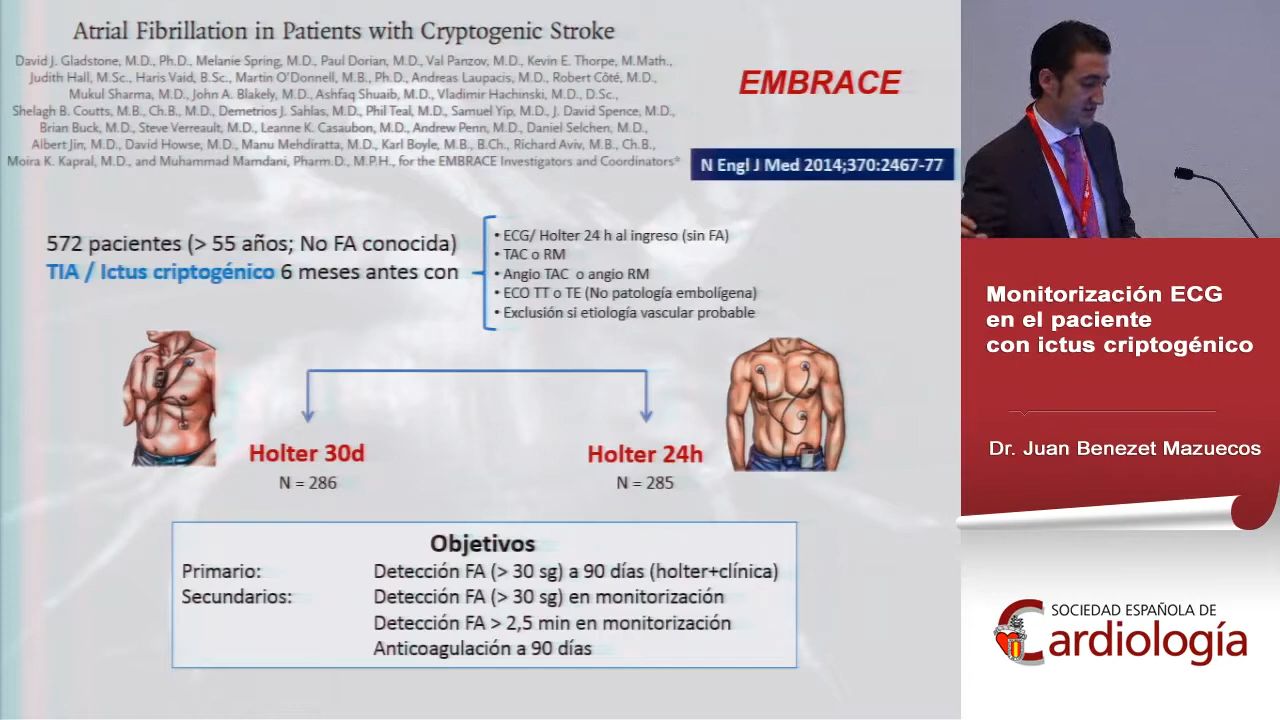 Atrial Fibrillation in Patients with Cryptogenic Stroke
David J. Gladstone, M.D., Ph.D., Melanie Spring, M.D., Paul Dorian, M.D., Val Panzov, M.D., Kevin E. Thorpe, M.Math.,
Judith Hall, M.Sc., Haris Vaid, B.Sc., Martin O'Donnell, M.B., Ph.D., Andreas Laupacis, M.D., Robert Côté, M.D.,
Mukul Sharma, M.D., John A. Blakely, M.D., Ashfaq Shuaib, M.D., Vladimir Hachinski, M.D., D.Sc.,
Shelagh B. Coutts, M.B., Ch.B., M.D., Demetrios J. Sahlas, M.D., Phil Teal, M.D., Samuel Yip, M.D., J. David Spence, M.D.,
Brian Buck, M.D., Steve Verreault, M.D., Leanne K. Casaubon, M.D., Andrew Penn, M.D., Daniel Selchen, M.D.,
Albert Jin, M.D., David Howse, M.D., Manu Mehdiratta, M.D., Karl Boyle, M.B., B.Ch., Richard Aviv, M.B., Ch.B.,
Moira K. Kapral, M.D., and Muhammad Mamdani, Pharm.D., M.P.H., for the EMBRACE Investigators and Coordinators*
EMBRACE
N Engl J Med 2014;370:2467-77
572 pacientes (> 55 años; No FA conocida)
TIA / Ictus criptogénico 6 meses antes con
• ECG/ Holter 24 h al ingreso (sin FA)
• TAC o RM
• Angio TAC o angio RM
• ECO TT o TE (No patología embolígena)
• Exclusión si etiología vascular probable
Holter 30d
N = 286
Holter 24h
N = 285
Objetivos
Primario: Detección FA (> 30 sg) a 90 días (holter+clínica)
Secundarios: Detección FA (> 30 sg) en monitorización
Detección FA > 2,5 min en monitorización
Anticoagulación a 90 días
Monitorización ECG
en el paciente
con ictus criptogénico
Dr. Juan Benezet Mazuecos
SOCIEDAD ESPAÑOLA DE
Cardiología